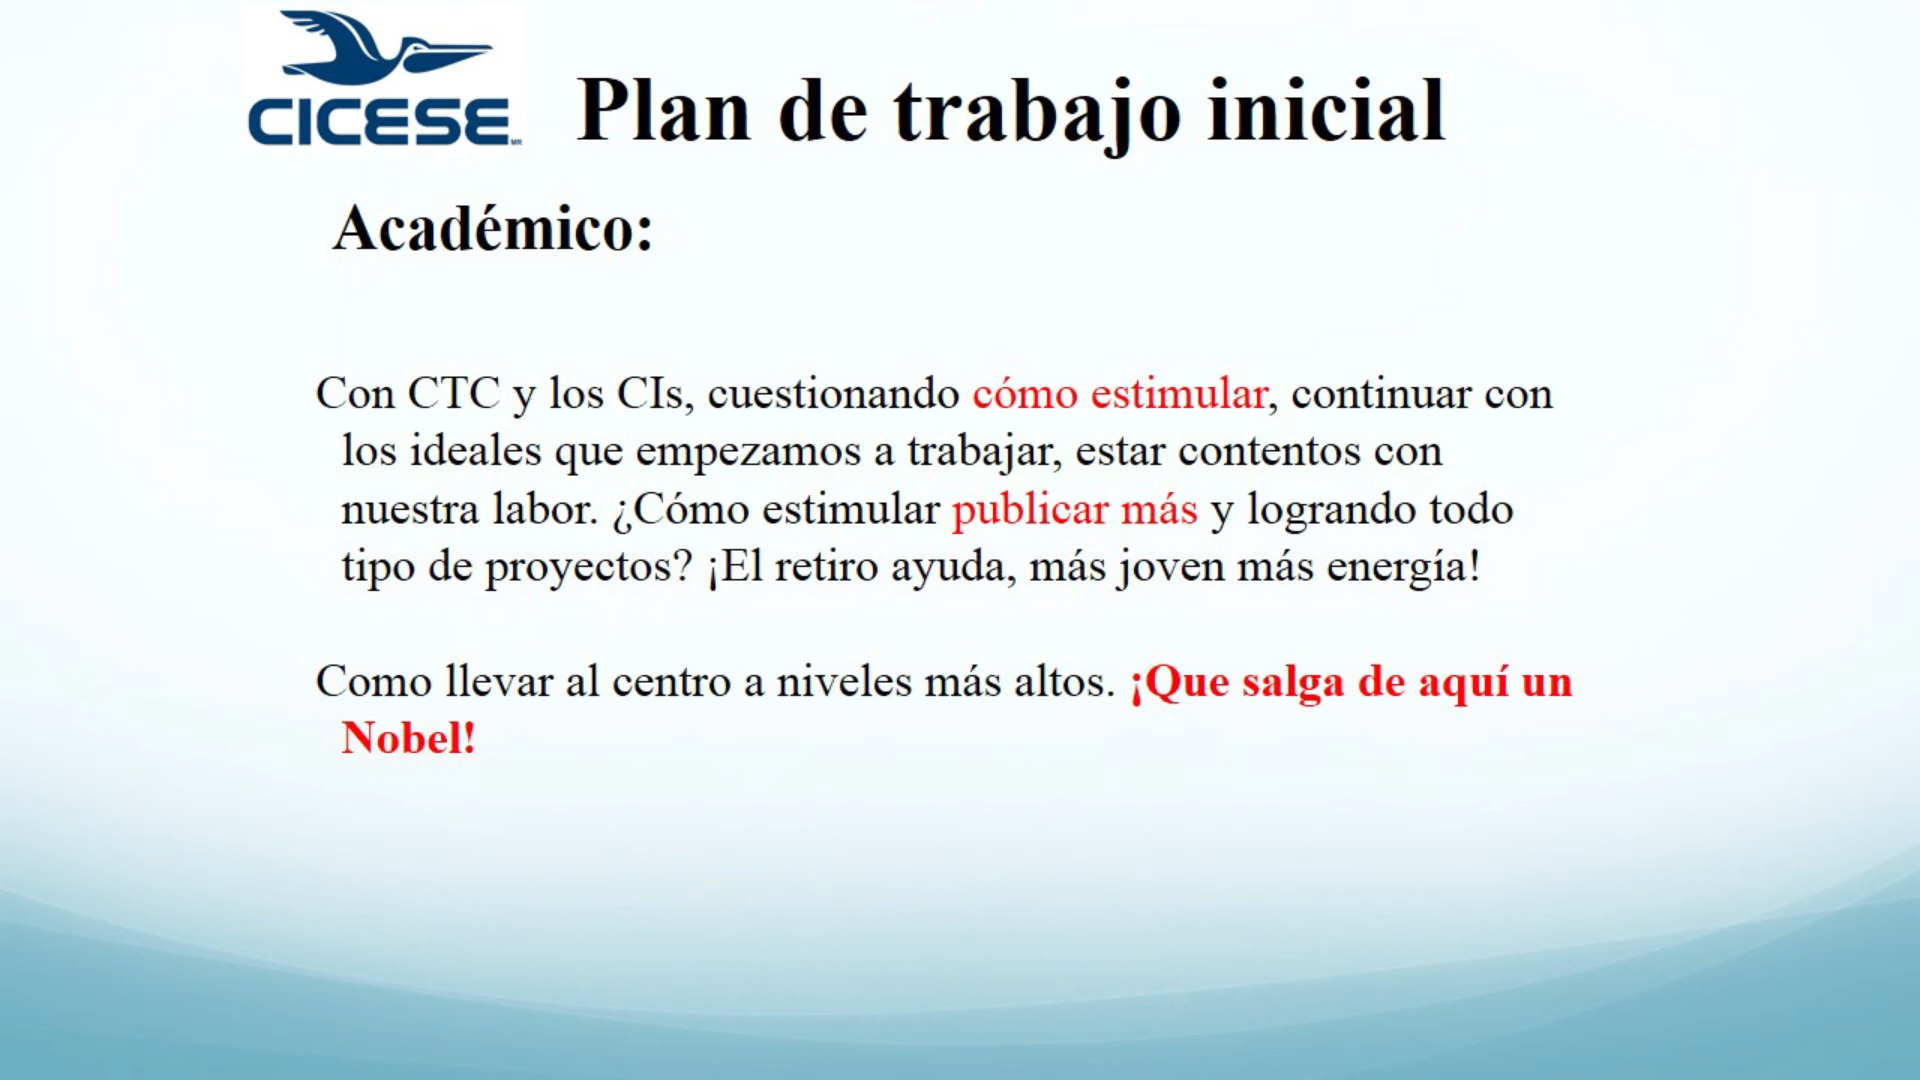 CICESE
MR
Plan de trabajo inicial
Académico:
Con CTC y los CIs, cuestionando cómo estimular, continuar con
los ideales que empezamos a trabajar, estar contentos con
nuestra labor. ¿Cómo estimular publicar más y logrando todo
tipo de proyectos? ¡El retiro ayuda, más joven más energía!
Como llevar al centro a niveles más altos. ¡Que salga de aquí un
Nobel!